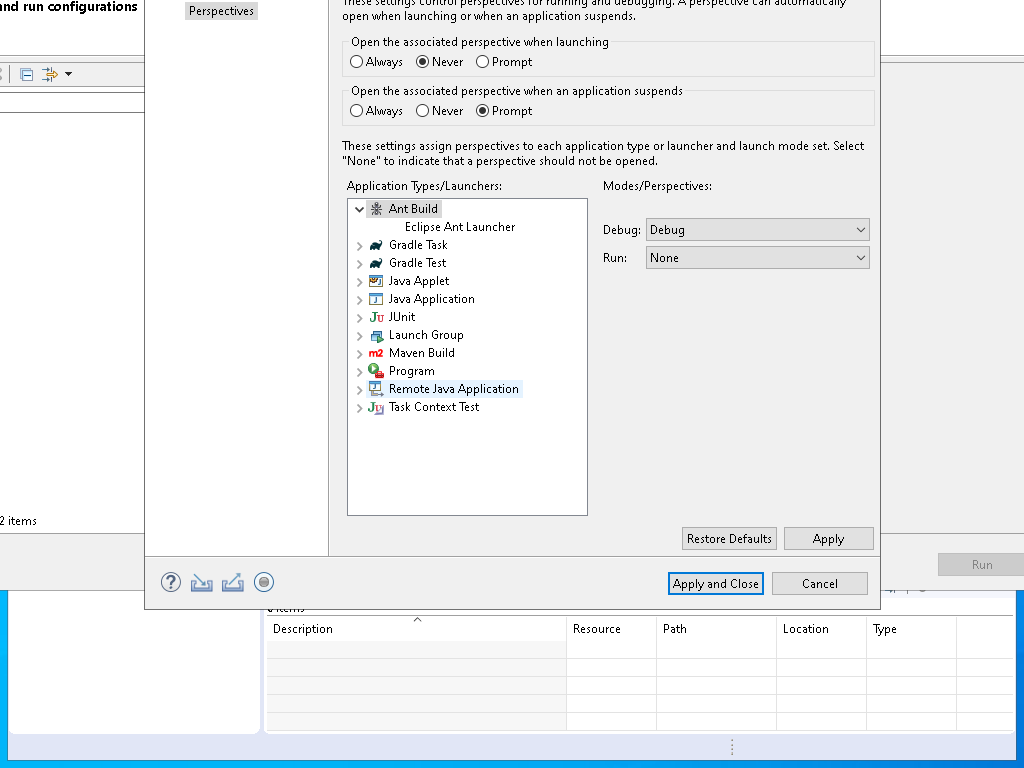 and run configurations
Perspectives
These settings control perspectives for running and debugging. A perspective can automatically
open when launching or when an application suspends.
Open the associated perspective when launching
Always Never Prompt
Open the associated perspective when an application suspends
Always Never Prompt
These settings assign perspectives to each application type or launcher and launch mode set. Select
"None" to indicate that a perspective should not be opened.
Application Types/Launchers:
Modes/Perspectives:
Ant Build
Eclipse Ant Launcher
Gradle Task
Gradle Test
Java Applet
Java Application
JUnit
Launch Group
Maven Build
Program
Remote Java Application
Task Context Test
Debug: Debug
Run: None
2 items
Restore Defaults Apply
Run
Apply and Close Cancel
items
Description Resource Path Location Type